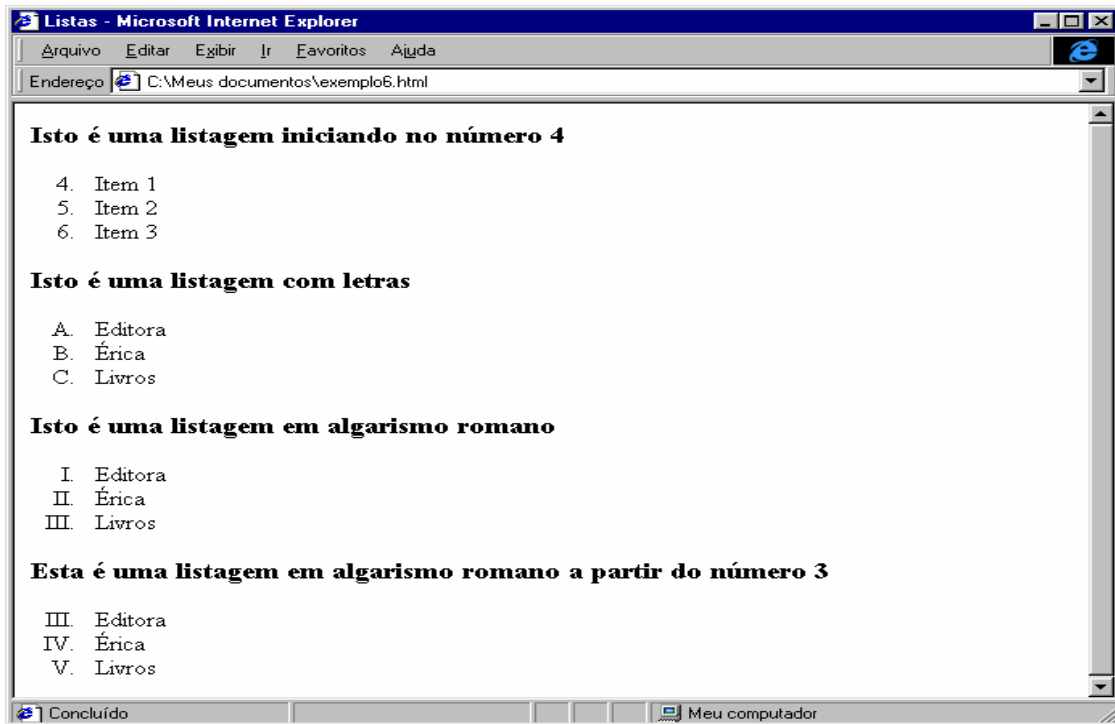 Listas - Microsoft Internet Explorer
Arquivo Editar Exibir Ir Favoritos Ajuda
Endereço C:\Meus documentos\exemplo6.html
Isto é uma listagem iniciando no número 4
4. Item 1
5. Item 2
6. Item 3
Isto é uma listagem com letras
A. Editora
B. Érica
C. Livros
Isto é uma listagem em algarismo romano
I. Editora
II. Érica
III. Livros
Esta é uma listagem em algarismo romano a partir do número 3
III. Editora
IV. Érica
V. Livros
Concluído Meu computador